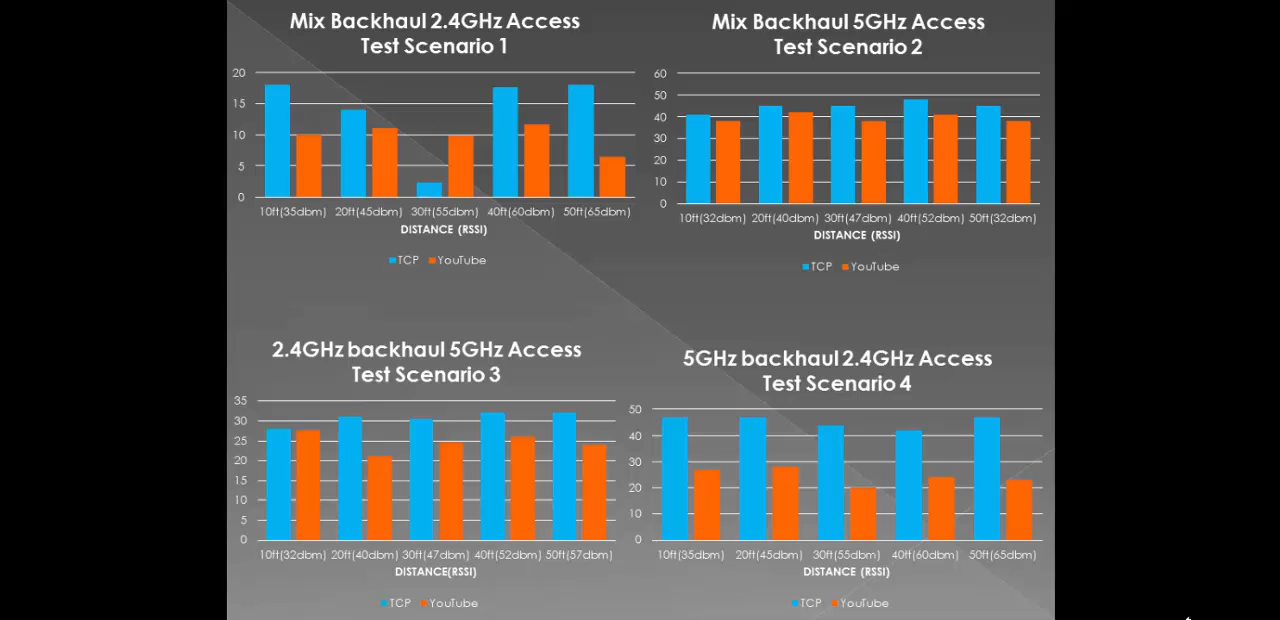 Mix Backhaul 2.4GHz Access
Test Scenario 1
20
15
10
5
0
10ft(35dbm) 20ft(45dbm) 30ft(55dbm) 40ft(60dbm) 50ft(65dbm)
DISTANCE (RSSI)
TCP YouTube
Mix Backhaul 5GHz Access
Test Scenario 2
60
50
40
30
20
10
0
10ft(32dbm) 20ft(40dbm) 30ft(47dbm) 40ft(52dbm) 50ft(32dbm)
DISTANCE (RSSI)
TCP YouTube
2.4GHz backhaul 5GHz Access
Test Scenario 3
35
30
25
20
15
10
5
0
10ft(32dbm) 20ft(40dbm) 30ft(47dbm) 40ft(52dbm) 50ft(57dbm)
DISTANCE(RSSI)
TCP YouTube
5GHz backhaul 2.4GHz Access
Test Scenario 4
50
40
30
20
10
0
10ft(35dbm) 20ft(45dbm) 30ft(55dbm) 40ft(60dbm) 50ft(65dbm)
DISTANCE (RSSI)
TCP YouTube